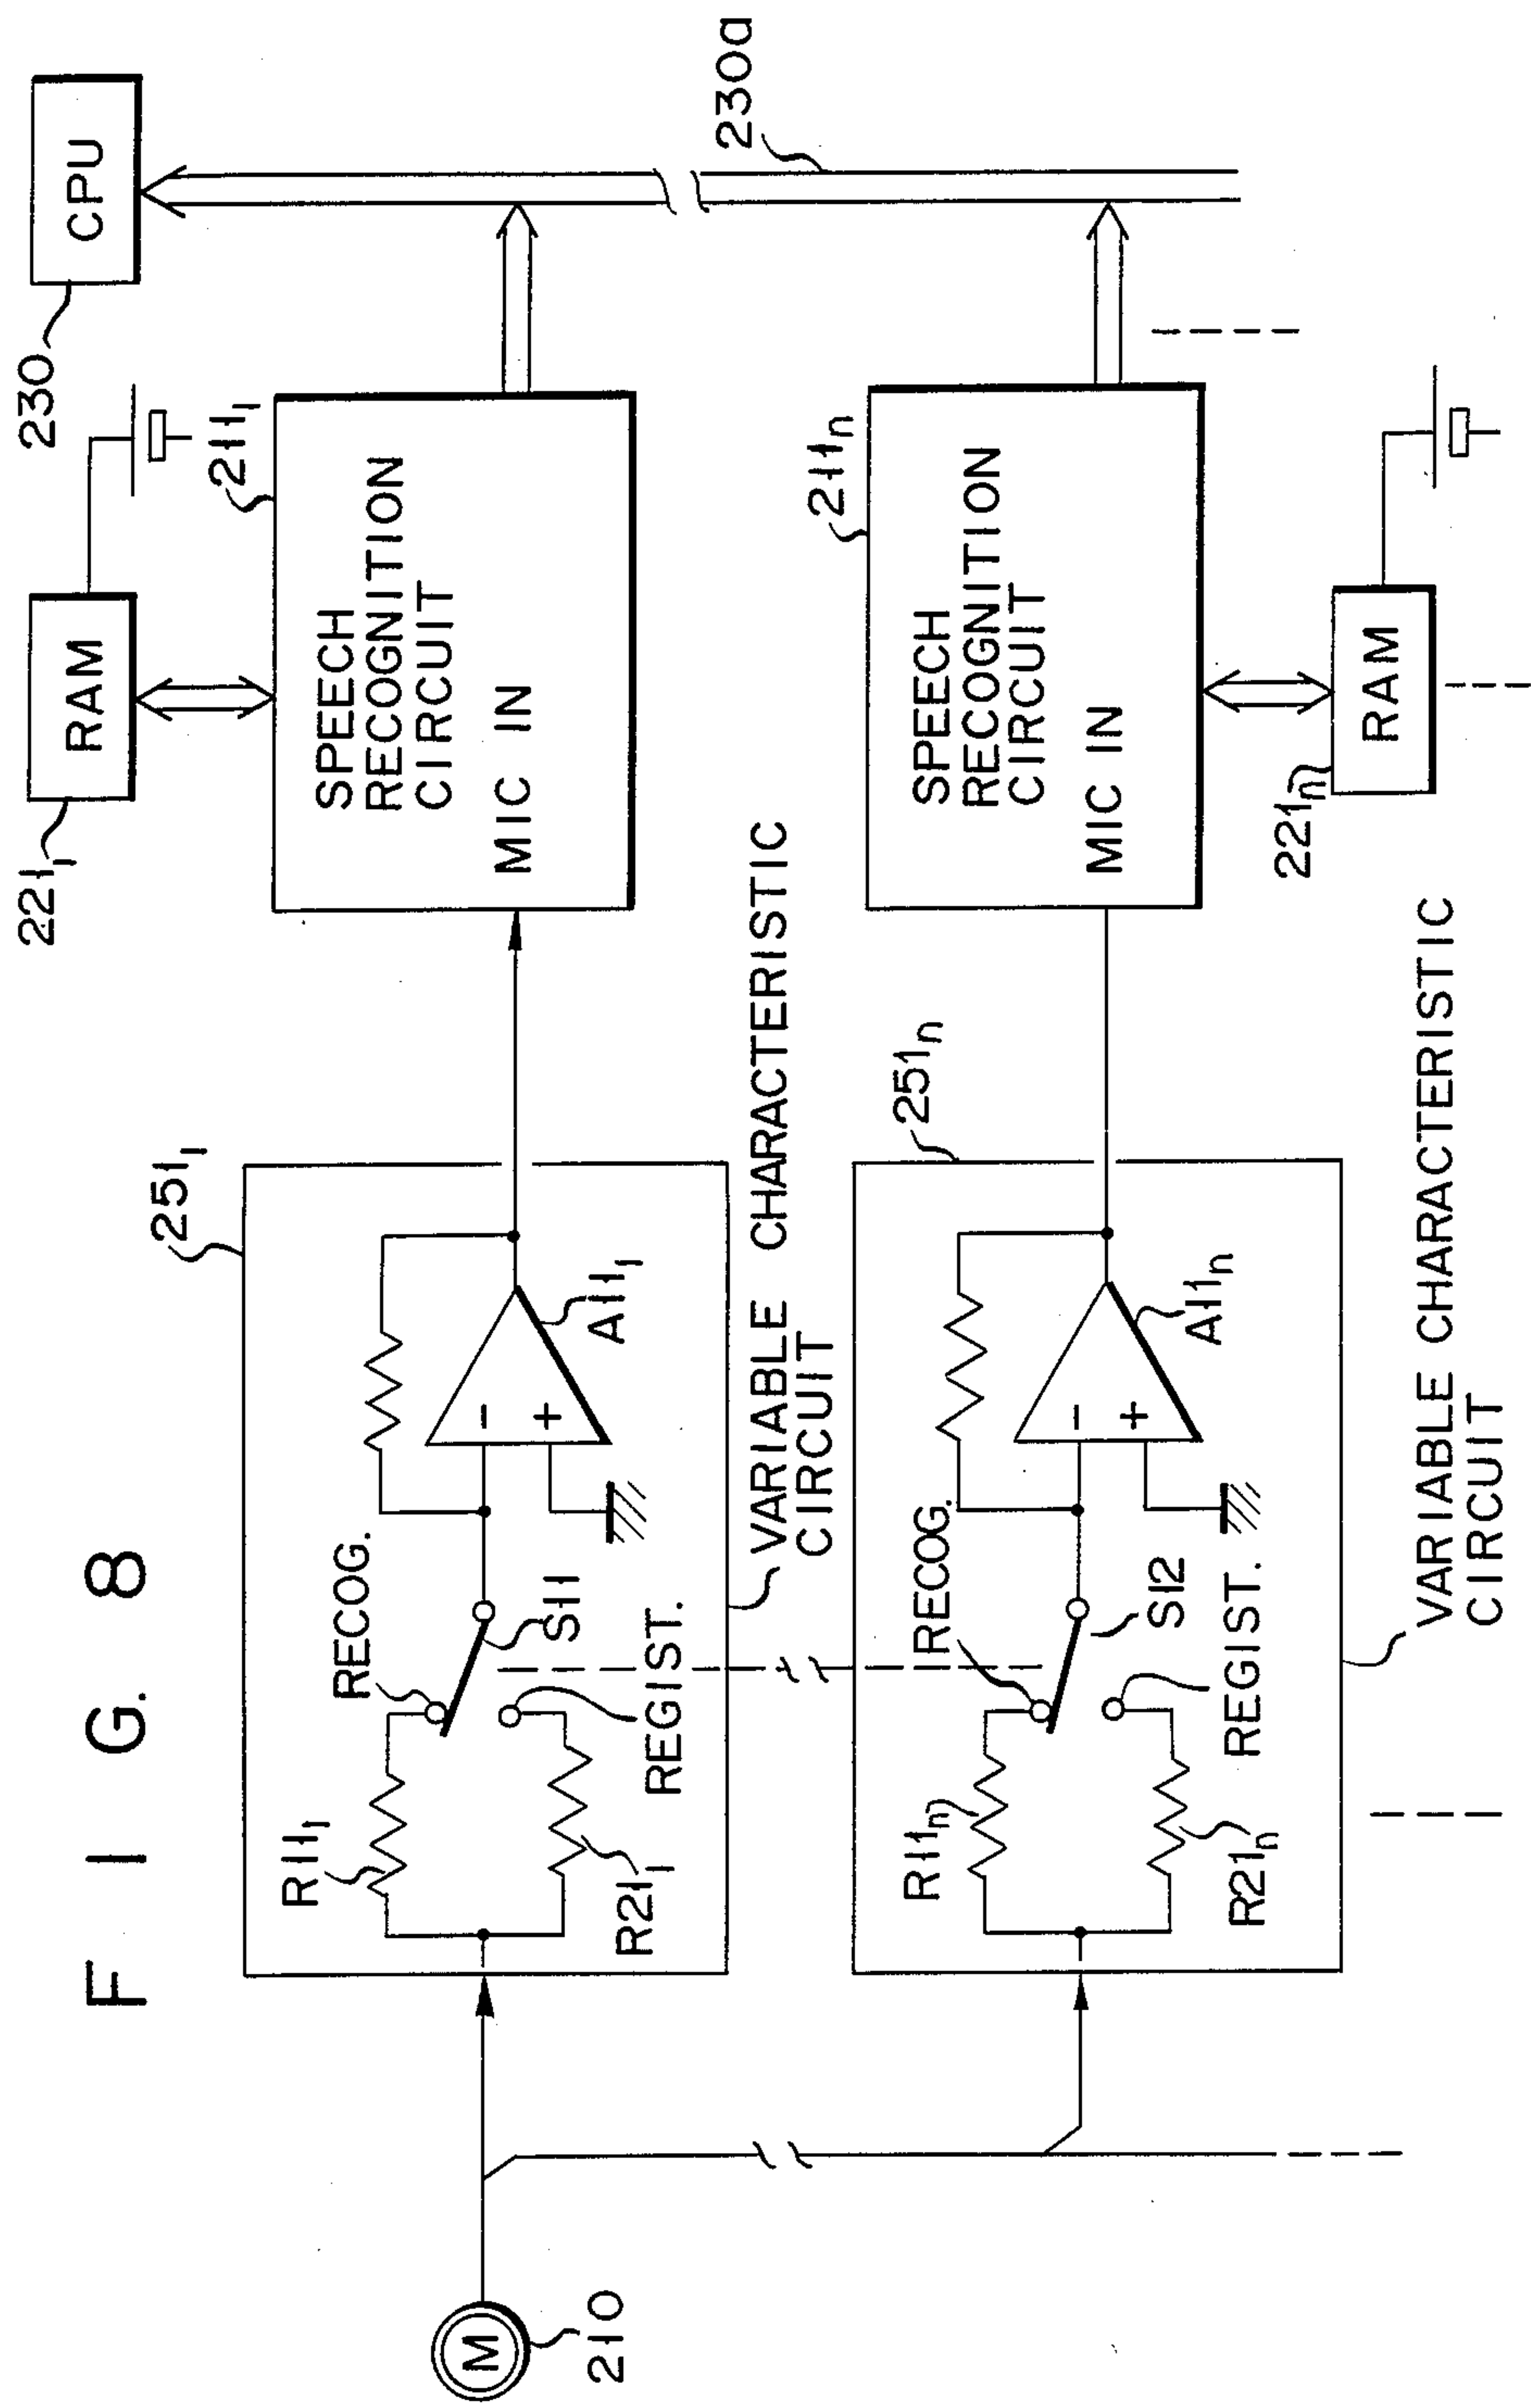 FIG. 8
230
CPU
221₁
RAM
211₁
SPEECH
RECOGNITION
CIRCUIT
MIC IN
230a
251₁
R11₁
RECOG.
S11
R21₁
REGIST.
-
+
A11₁
VARIABLE CHARACTERISTIC
CIRCUIT
M
210
211ₙ
SPEECH
RECOGNITION
CIRCUIT
MIC IN
221ₙ
RAM
251ₙ
R11ₙ
RECOG.
S12
R21ₙ
REGIST.
-
+
A11ₙ
VARIABLE CHARACTERISTIC
CIRCUIT